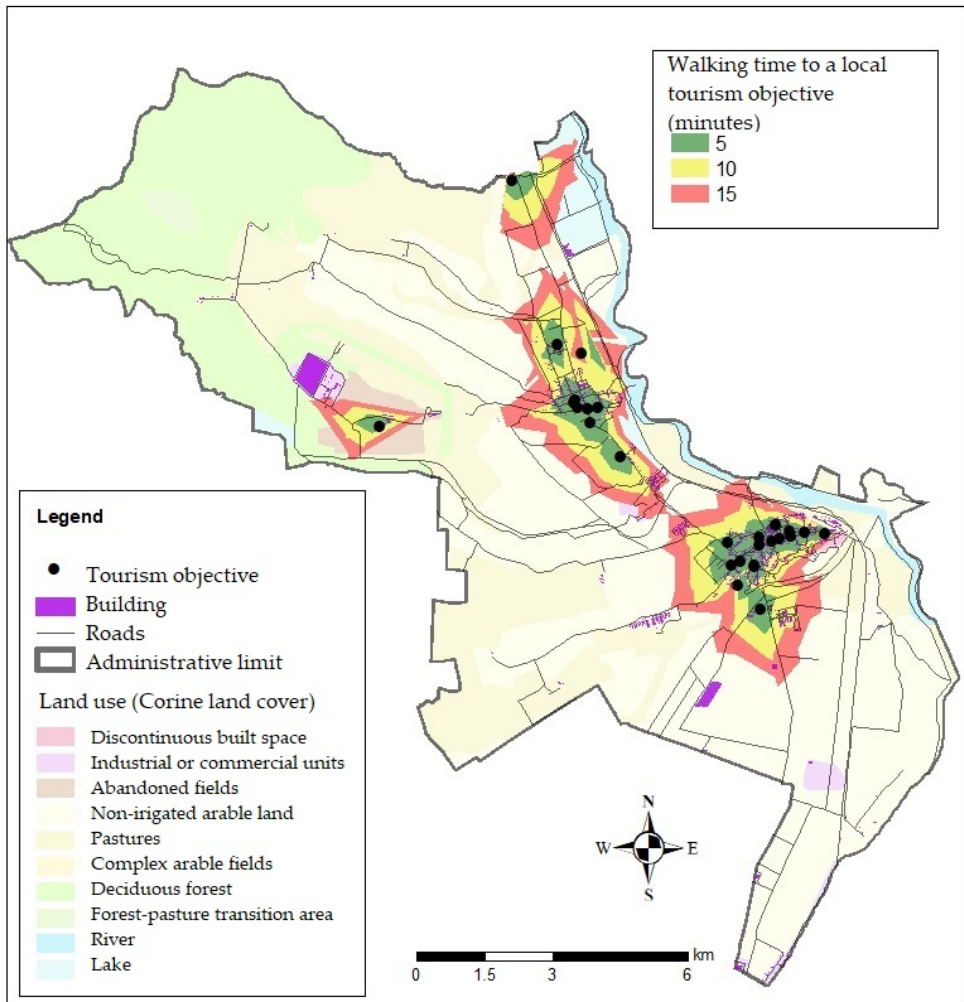 Walking time to a local
tourism objective
(minutes)
5
10
15
Legend
Tourism objective
Building
Roads
Administrative limit
Land use (Corine land cover)
Discontinuous built space
Industrial or commercial units
Abandoned fields
Non-irigated arable land
Pastures
Complex arable fields
Deciduous forest
Forest-pasture transition area
River
Lake
N
W E
S
km
0 1.5 3 6